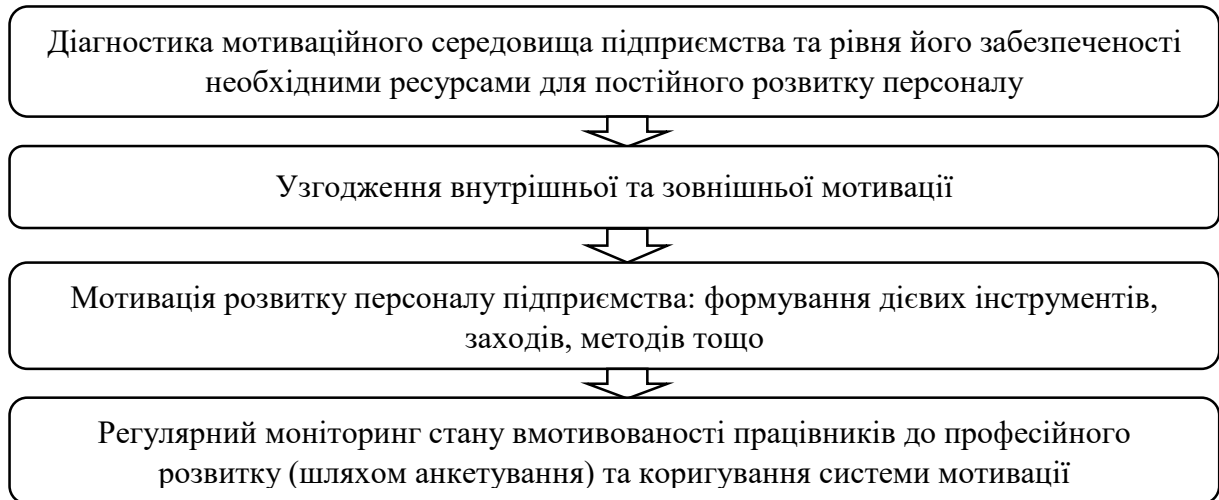 Діагностика мотиваційного середовища підприємства та рівня його забезпеченості
необхідними ресурсами для постійного розвитку персоналу
Узгодження внутрішньої та зовнішньої мотивації
Мотивація розвитку персоналу підприємства: формування дієвих інструментів,
заходів, методів тощо
Регулярний моніторинг стану вмотивованості працівників до професійного
розвитку (шляхом анкетування) та коригування системи мотивації